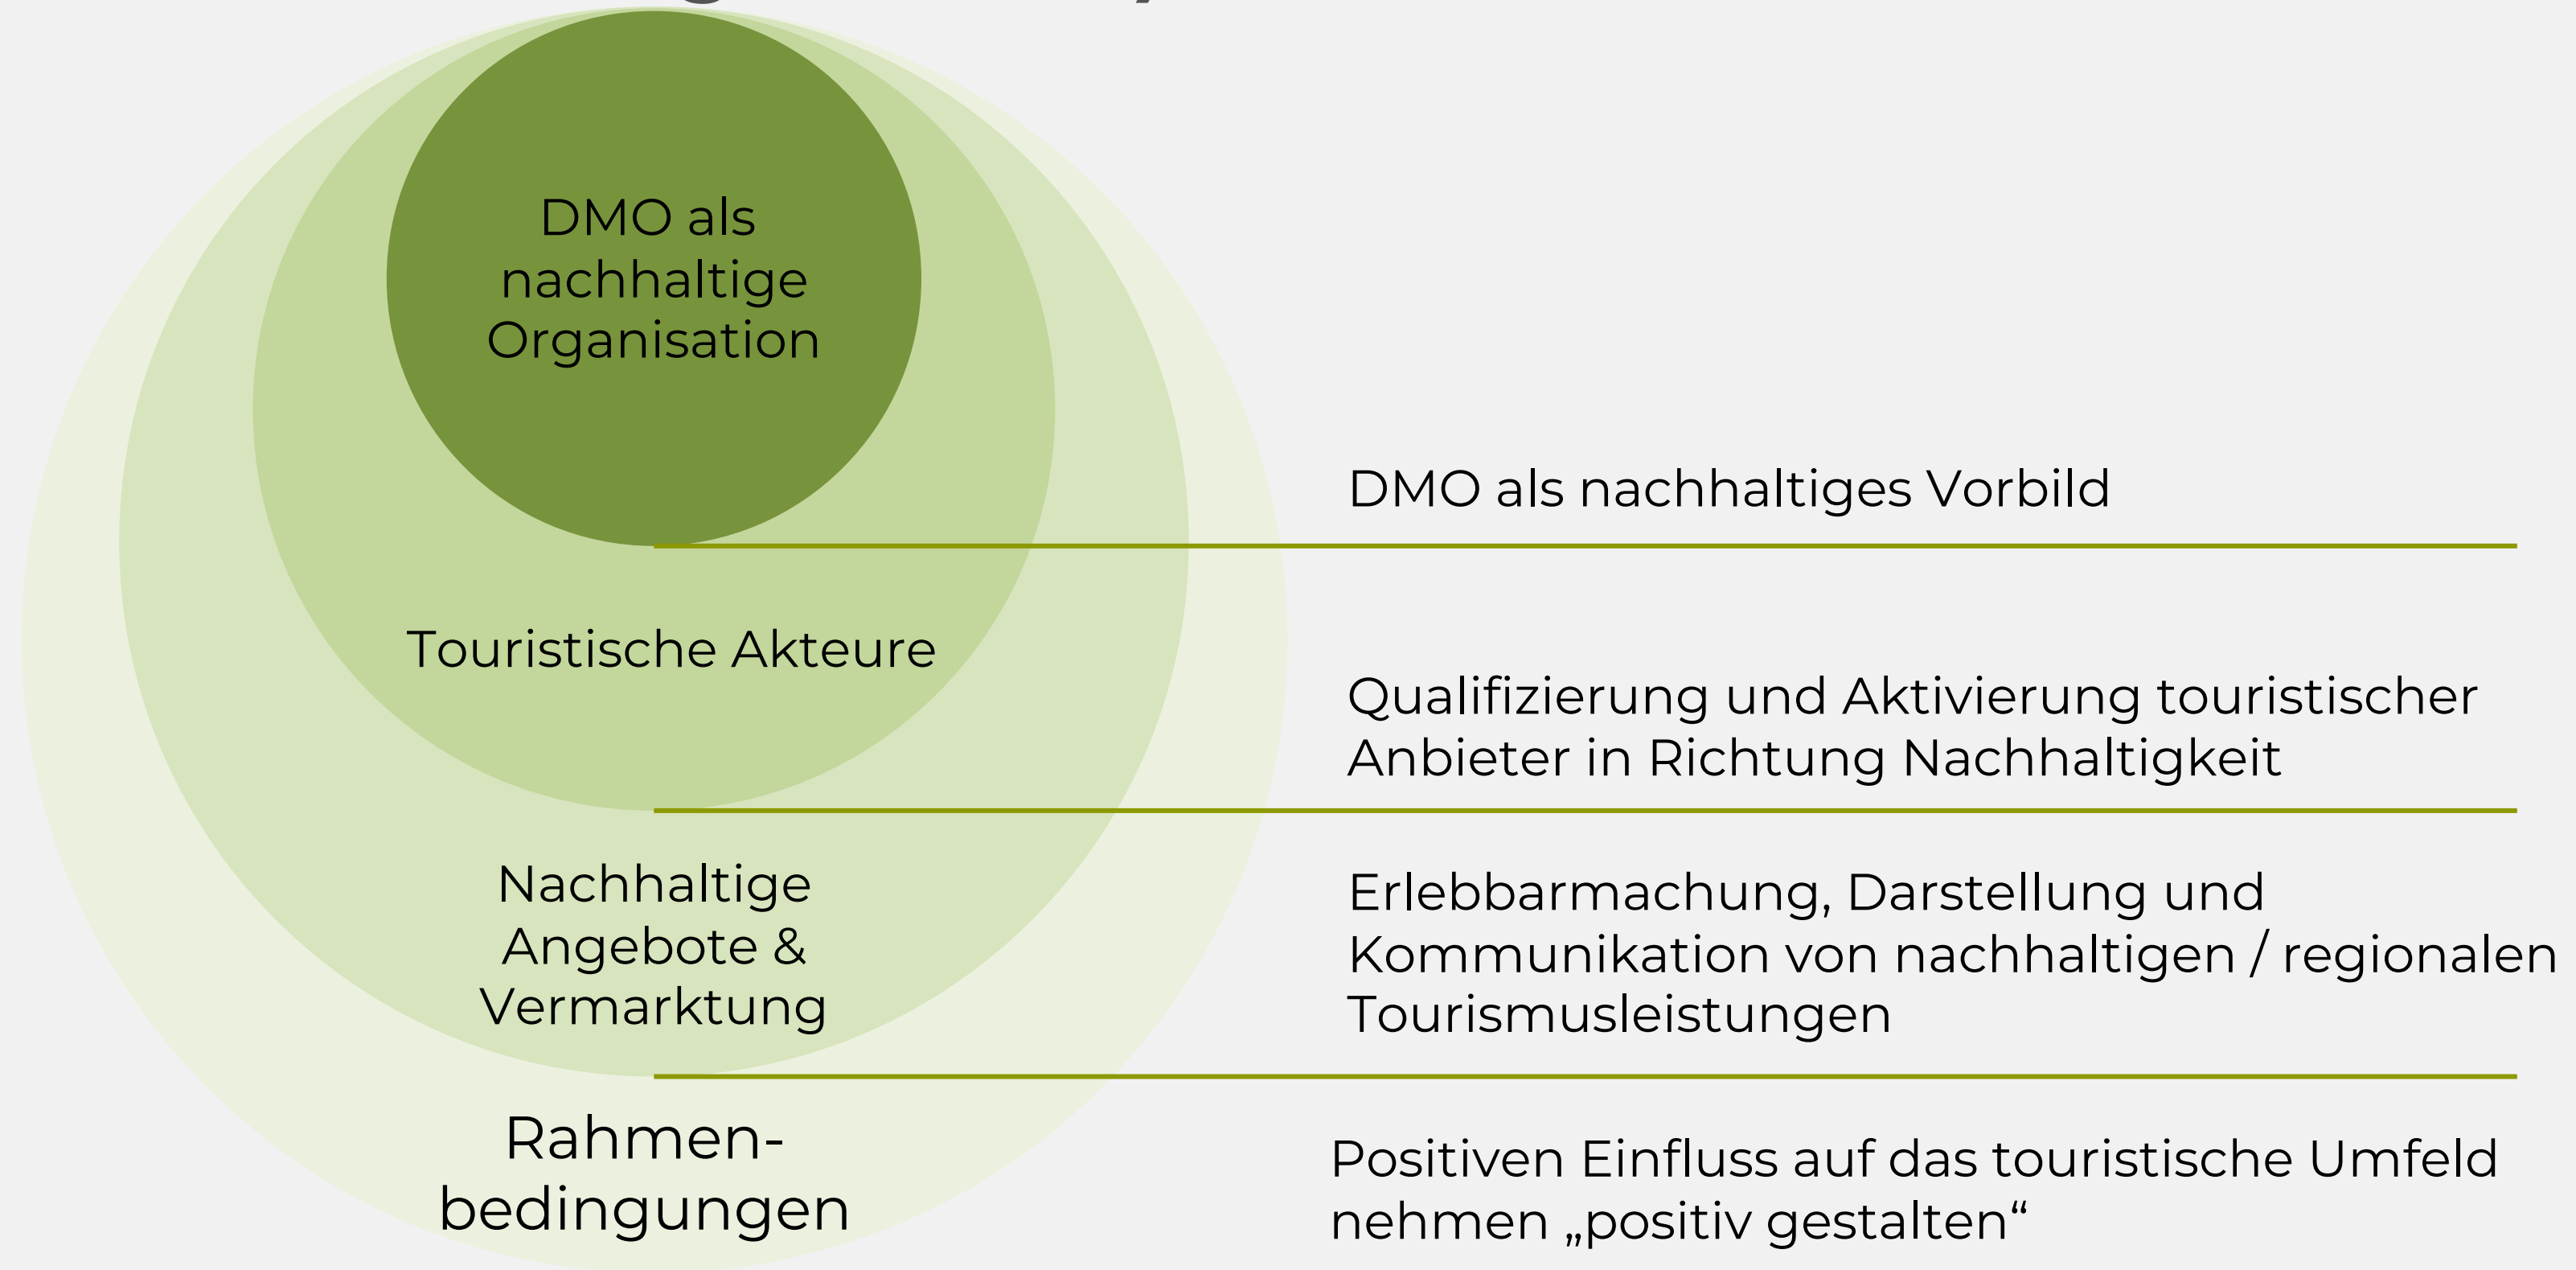 DMO als
nachhaltige
Organisation
DMO als nachhaltiges Vorbild
Touristische Akteure
Qualifizierung und Aktivierung touristischer
Anbieter in Richtung Nachhaltigkeit
Nachhaltige
Angebote &
Vermarktung
Erlebbarmachung, Darstellung und
Kommunikation von nachhaltigen / regionalen
Tourismusleistungen
Rahmen-
bedingungen
Positiven Einfluss auf das touristische Umfeld
nehmen „positiv gestalten“